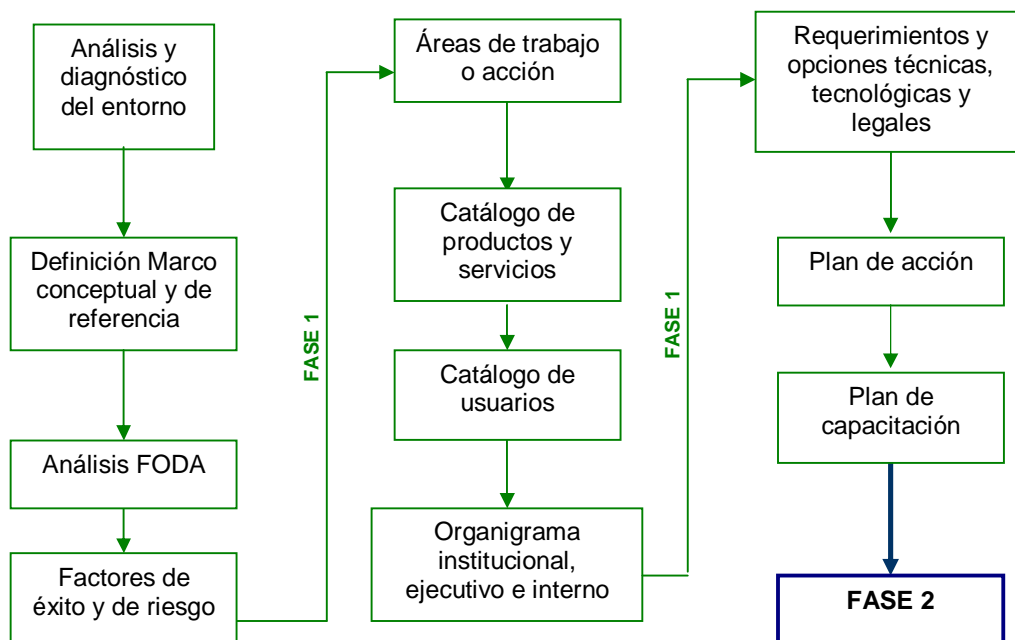 Análisis y
diagnóstico
del entorno
Definición Marco
conceptual y de
referencia
Análisis FODA
Factores de
éxito y de riesgo
FASE 1
Áreas de trabajo
o acción
Catálogo de
productos y
servicios
Catálogo de
usuarios
Organigrama
institucional,
ejecutivo e interno
FASE 1
Requerimientos y
opciones técnicas,
tecnológicas y
legales
Plan de acción
Plan de
capacitación
FASE 2